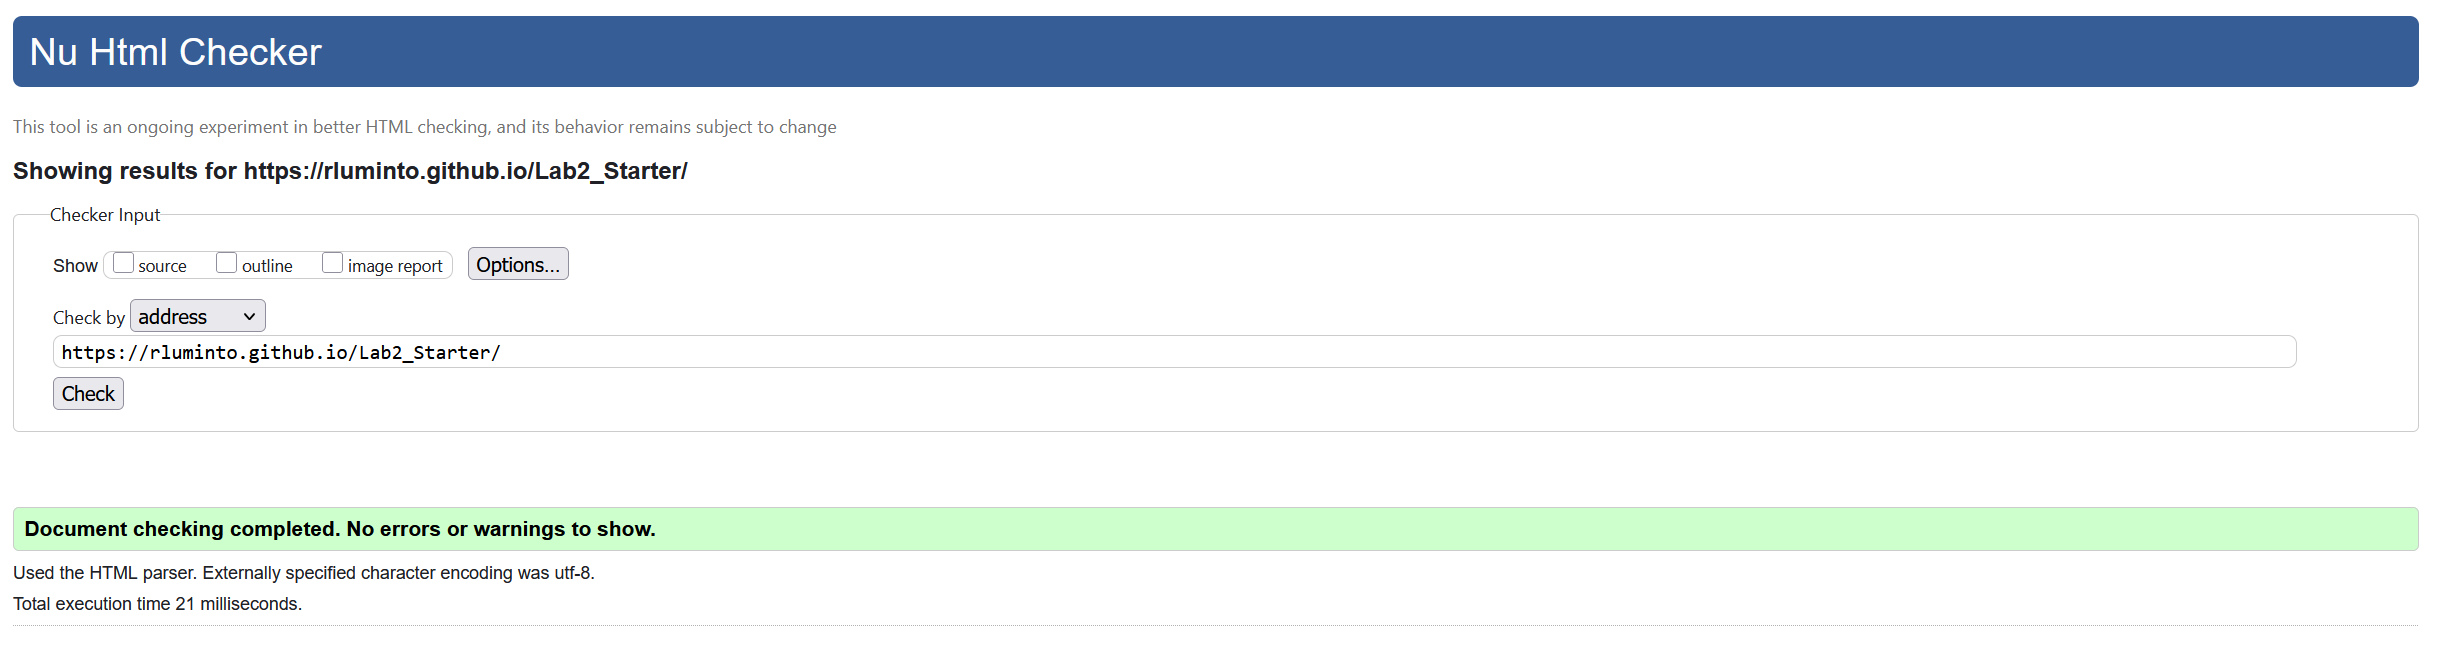 Nu Html Checker
This tool is an ongoing experiment in better HTML checking, and its behavior remains subject to change
Showing results for https://rluminto.github.io/Lab2_Starter/
Checker Input
Show source outline image report Options...
Check by address
https://rluminto.github.io/Lab2_Starter/
Check
Document checking completed. No errors or warnings to show.
Used the HTML parser. Externally specified character encoding was utf-8.
Total execution time 21 milliseconds.